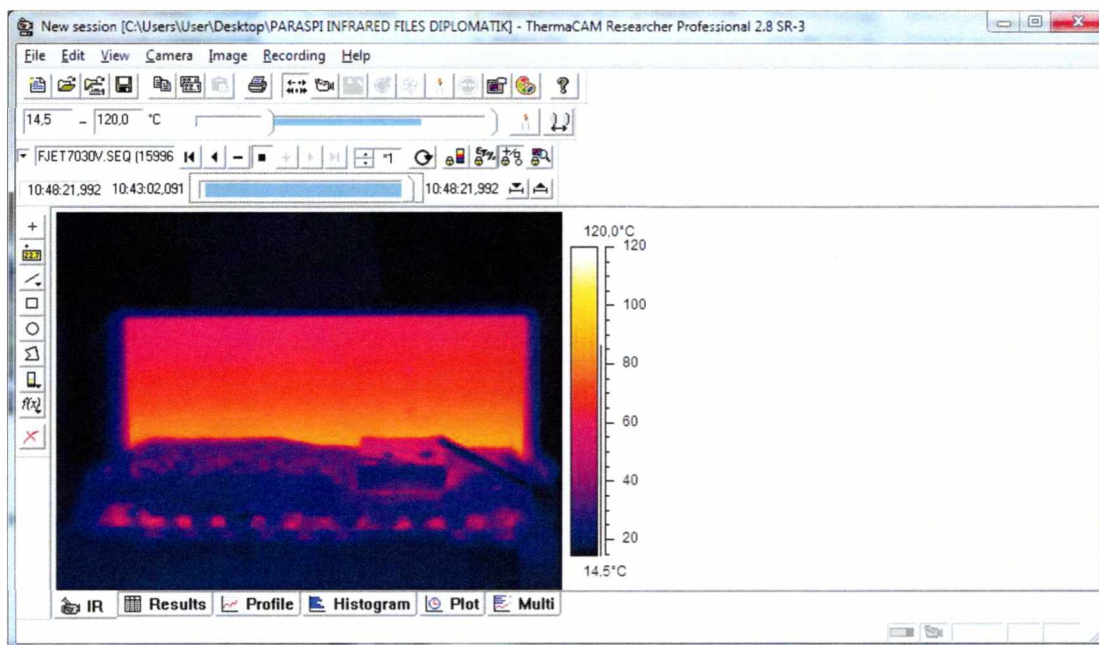 New session [C:\Users\User\Desktop\PARASPI INFRARED FILES DIPLOMATIK] - ThermaCAM Researcher Professional 2.8 SR-3
File Edit View Camera Image Recording Help
14,5 - 120,0 °C
FJET7030V.SEQ (15996 *1
10:48:21,992 10:43:02,091 10:48:21,992
120,0°C
120
100
80
60
40
20
14,5°C
f(x)
IR Results Profile Histogram Plot Multi